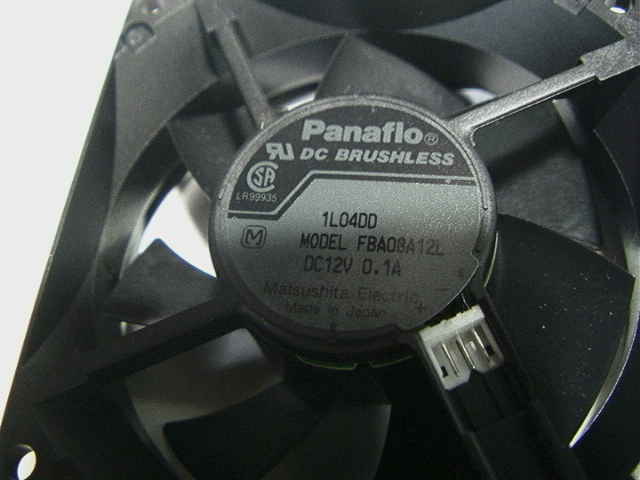 Panaflo®
DC BRUSHLESS
LR99935
1L04DD
MODEL FBA08A12L
DC12V 0.1A
Matsushita Electric
Made in Japan